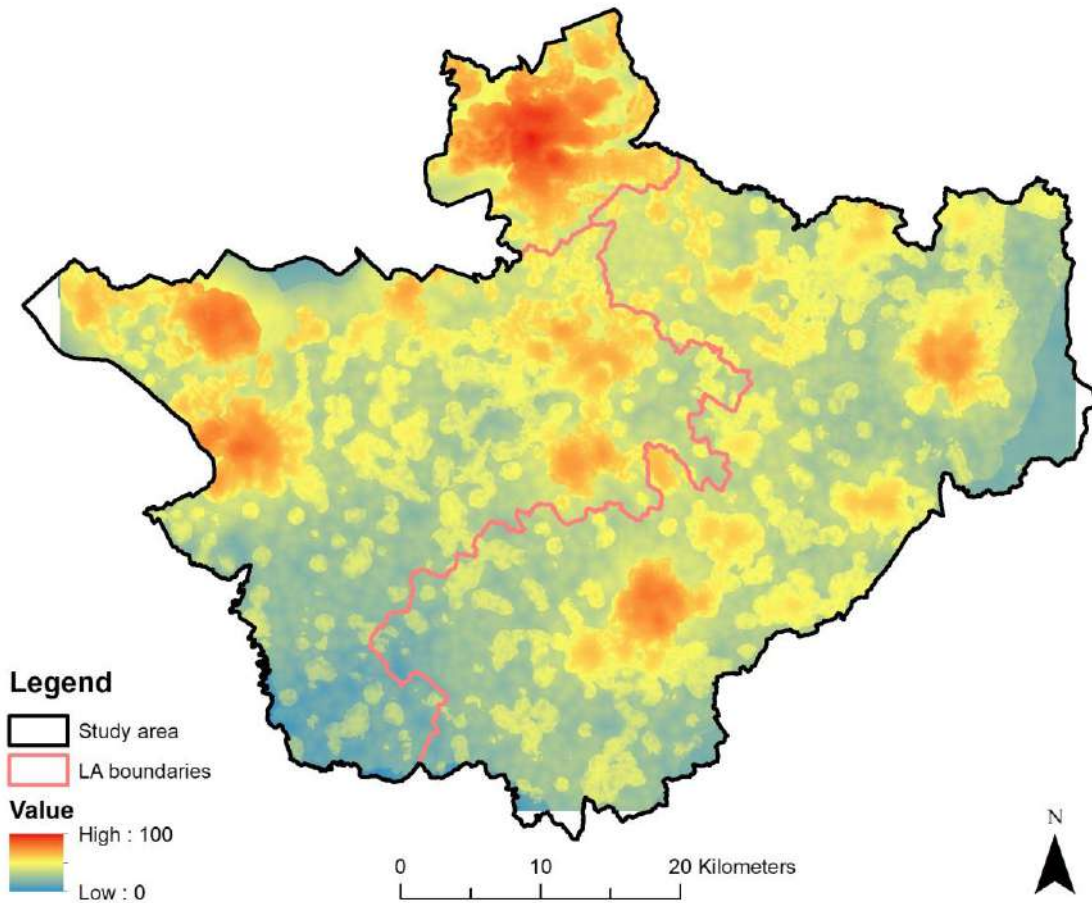 Legend
Study area
LA boundaries
Value
High : 100
Low : 0
0 10 20 Kilometers
N